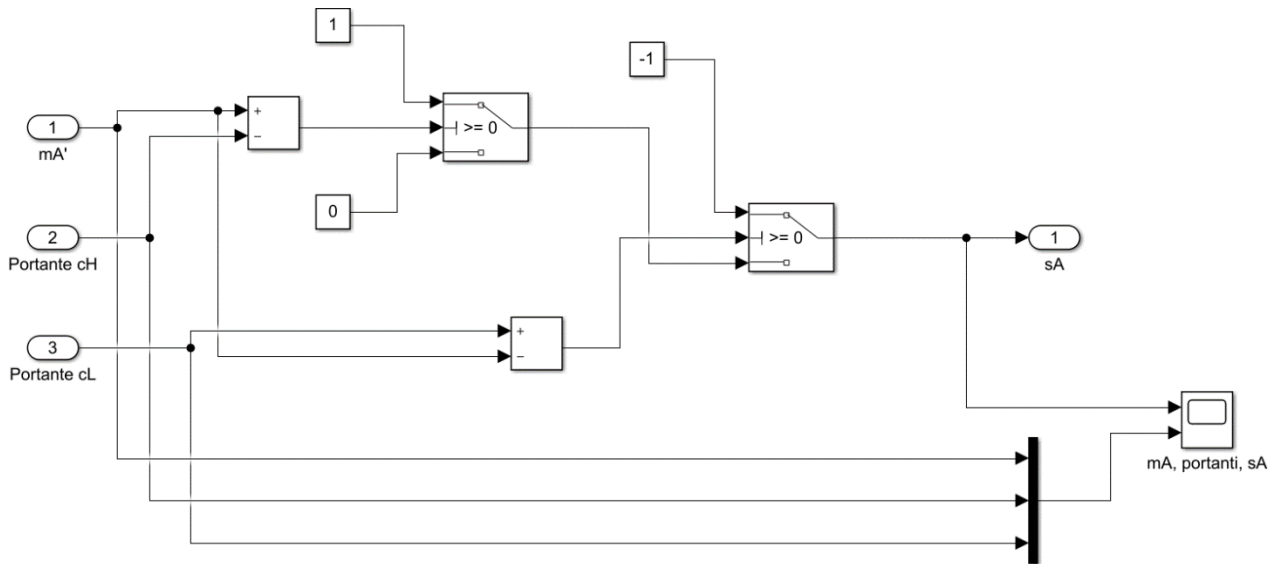 1
-1
+
−
>= 0
1
mA'
0
2
Portante cH
>= 0
1
sA
3
Portante cL
+
−
mA, portanti, sA